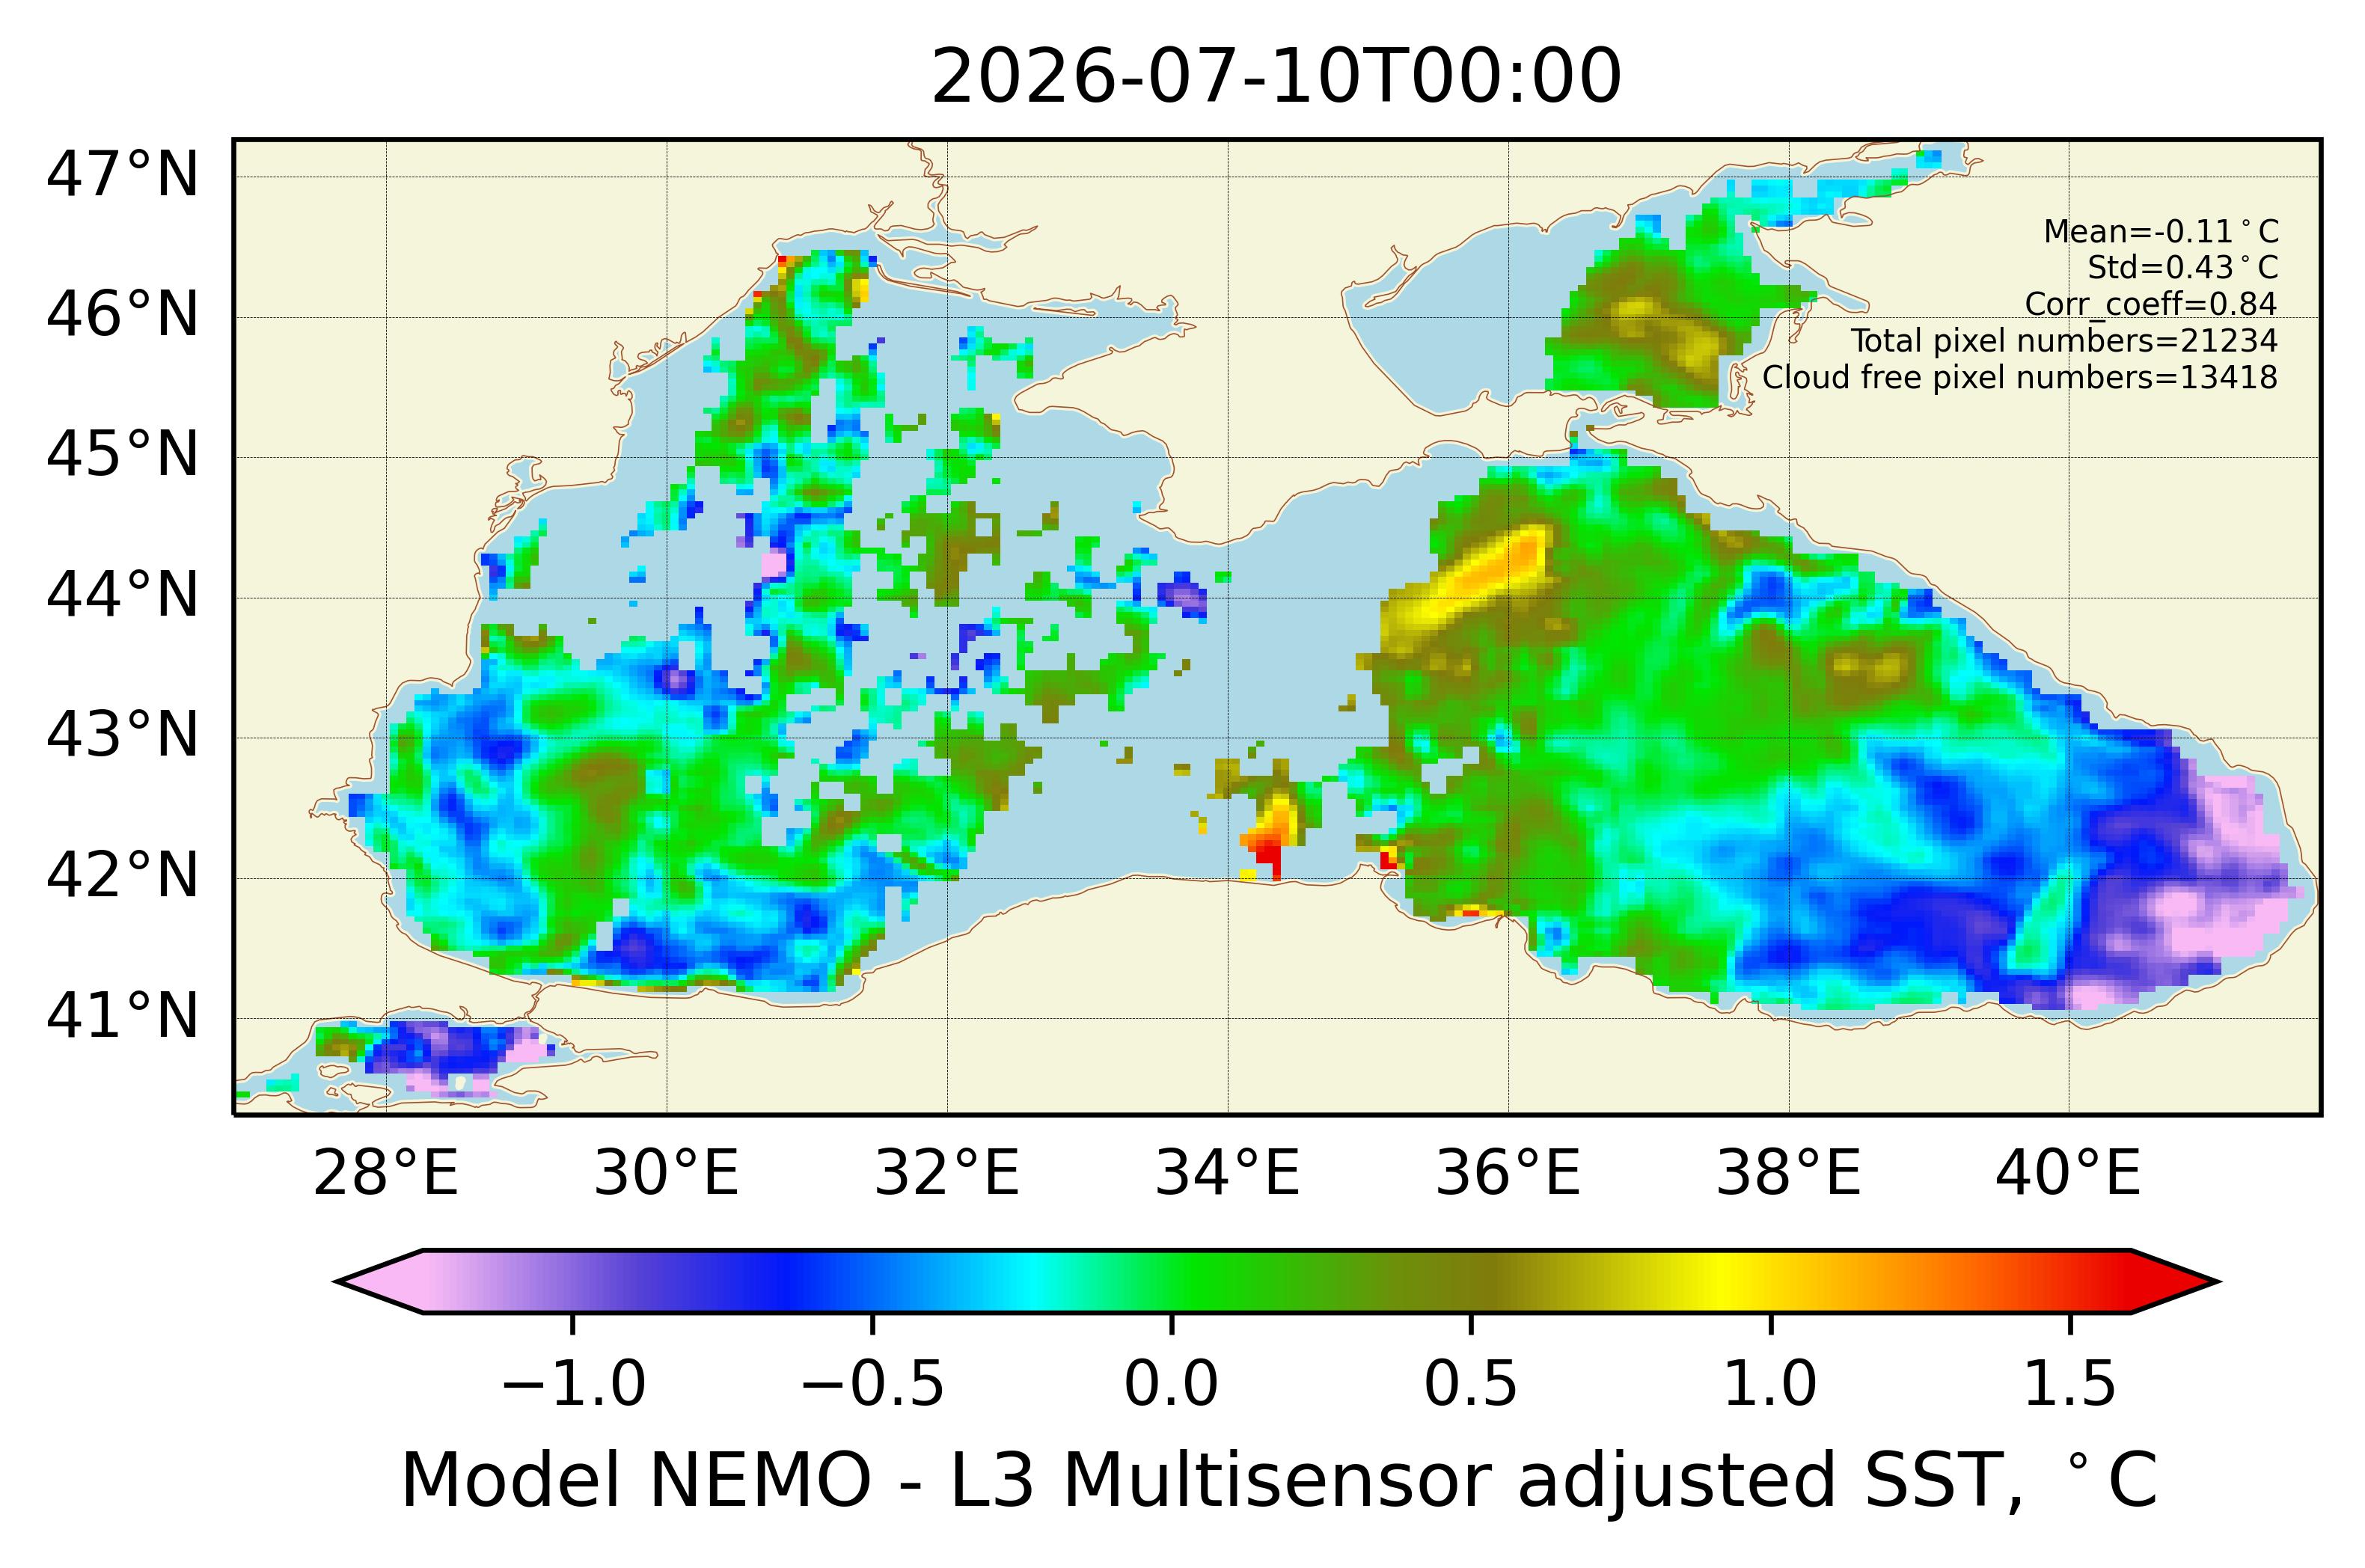 2026-07-10T00:00
47°N
46°N
45°N
44°N
43°N
42°N
41°N
Mean=-0.11°C
Std=0.43°C
Corr_coeff=0.84
Total pixel numbers=21234
Cloud free pixel numbers=13418
28°E 30°E 32°E 34°E 36°E 38°E 40°E
−1.0 −0.5 0.0 0.5 1.0 1.5
Model NEMO - L3 Multisensor adjusted SST, °C